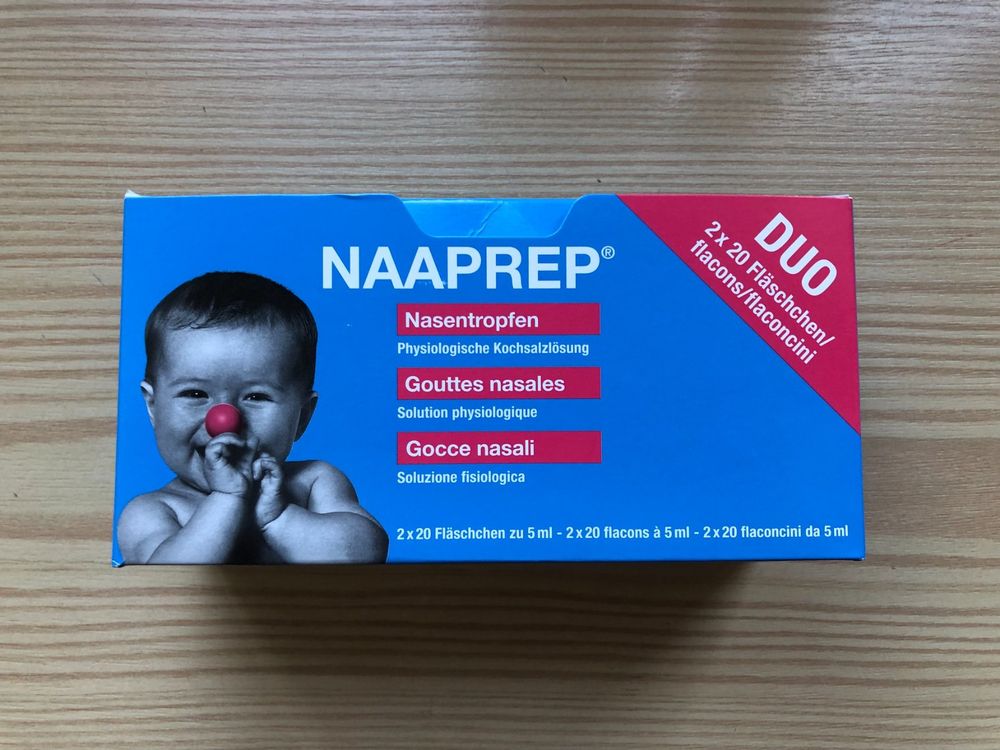 NAAPREP®
Nasentropfen
Physiologische Kochsalzlösung
Gouttes nasales
Solution physiologique
Gocce nasali
Soluzione fisiologica
2 x 20 Fläschchen zu 5 ml - 2 x 20 flacons à 5 ml - 2 x 20 flaconcini da 5 ml
DUO
2 x 20 Fläschchen/
flacons/flaconcini